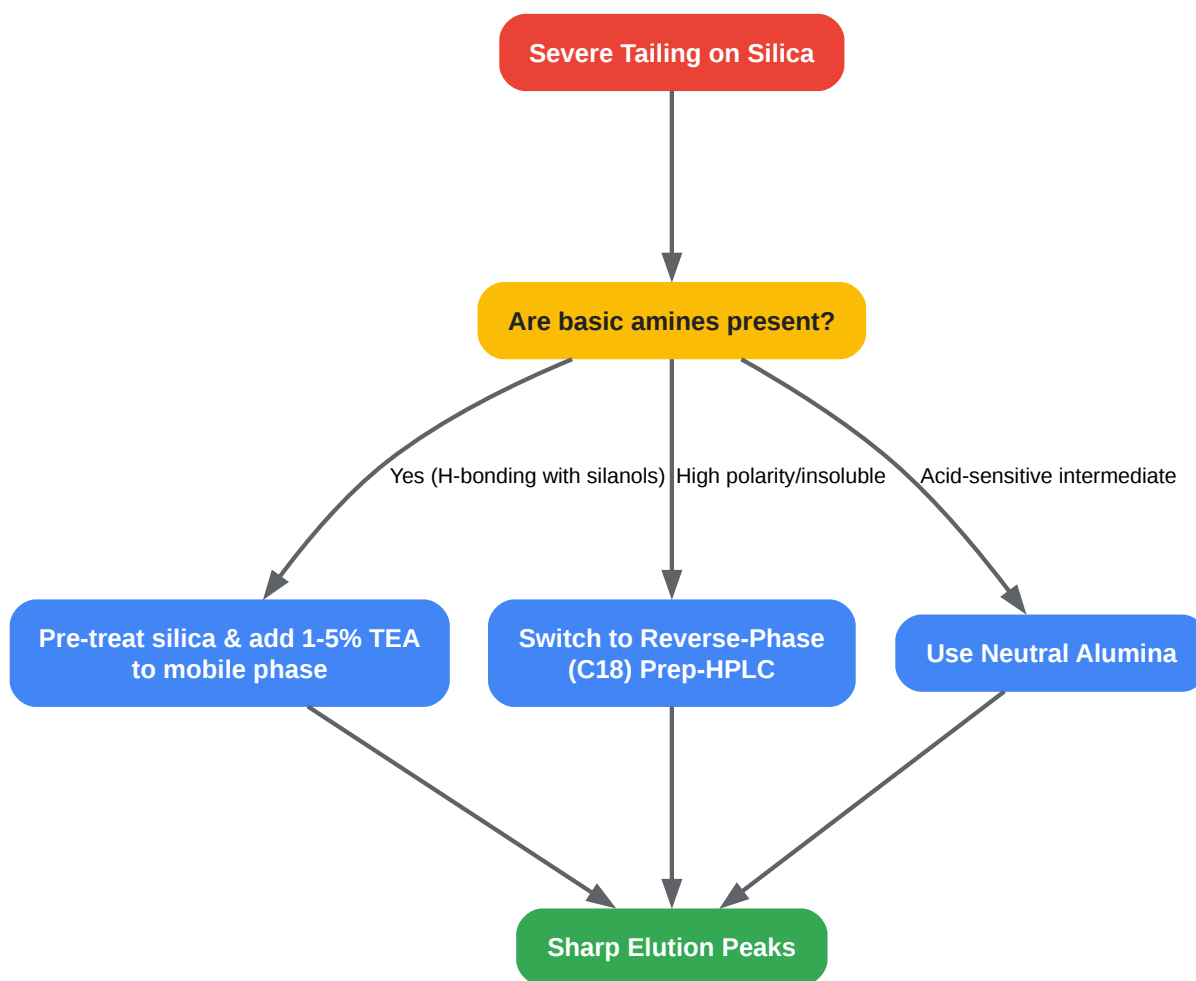 Severe Tailing on Silica
Are basic amines present?
Yes (H-bonding with silanols)
High polarity/insoluble
Acid-sensitive intermediate
Pre-treat silica & add 1-5% TEA
to mobile phase
Switch to Reverse-Phase
(C18) Prep-HPLC
Use Neutral Alumina
Sharp Elution Peaks